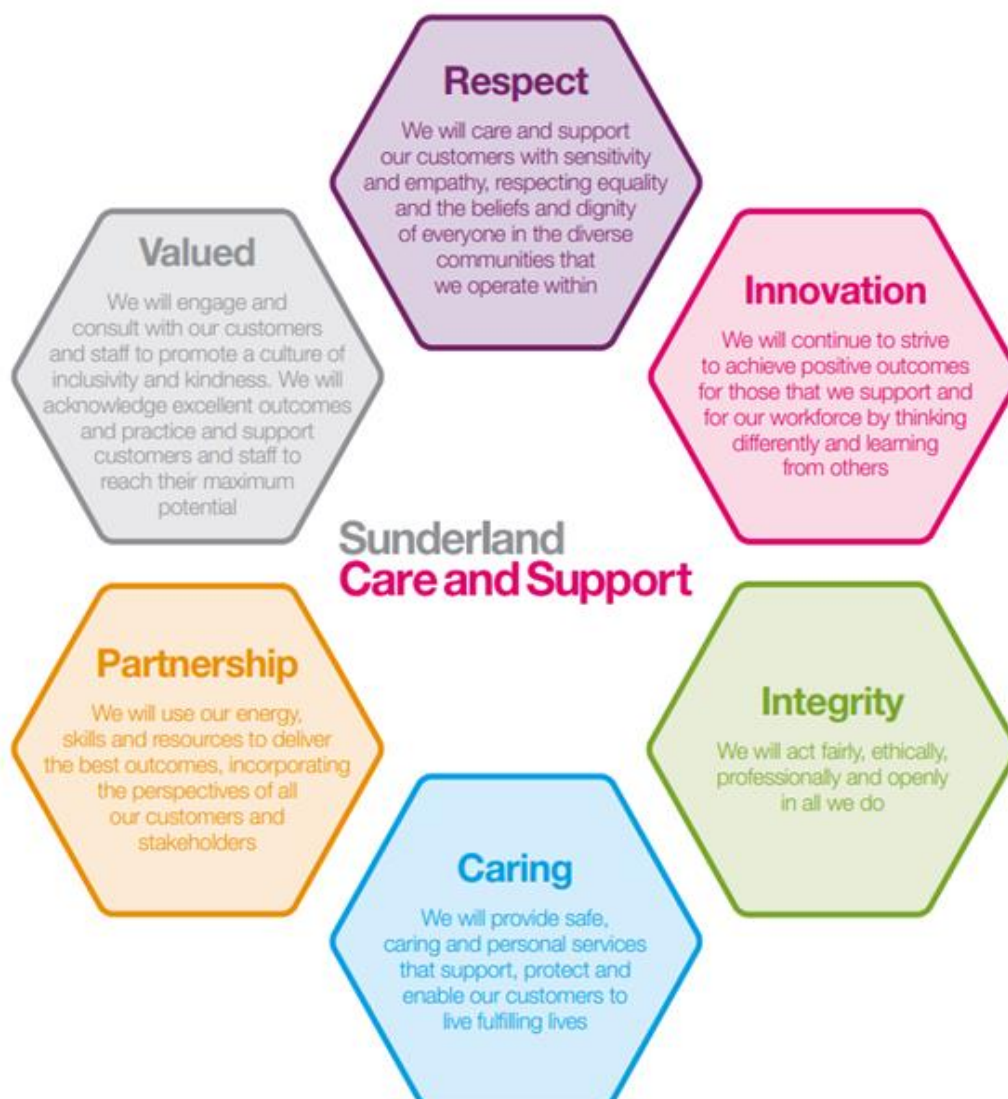 Respect
We will care and support
our customers with sensitivity
and empathy, respecting equality
and the beliefs and dignity
of everyone in the diverse
communities that
we operate within
Valued
We will engage and
consult with our customers
and staff to promote a culture of
inclusivity and kindness. We will
acknowledge excellent outcomes
and practice and support
customers and staff to
reach their maximum
potential
Innovation
We will continue to strive
to achieve positive outcomes
for those that we support and
for our workforce by thinking
differently and learning
from others
Sunderland
Care and Support
Partnership
We will use our energy,
skills and resources to deliver
the best outcomes, incorporating
the perspectives of all
our customers and
stakeholders
Integrity
We will act fairly, ethically,
professionally and openly
in all we do
Caring
We will provide safe,
caring and personal services
that support, protect and
enable our customers to
live fulfilling lives